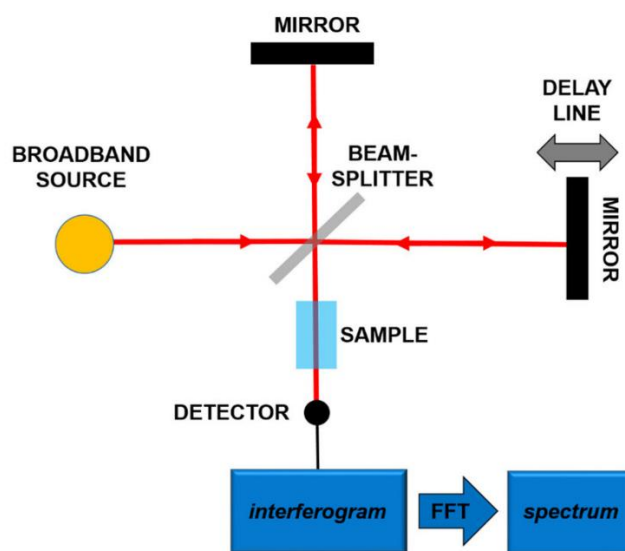 MIRROR
DELAY
LINE
BROADBAND
SOURCE
BEAM-
SPLITTER
MIRROR
SAMPLE
DETECTOR
interferogram
FFT
spectrum